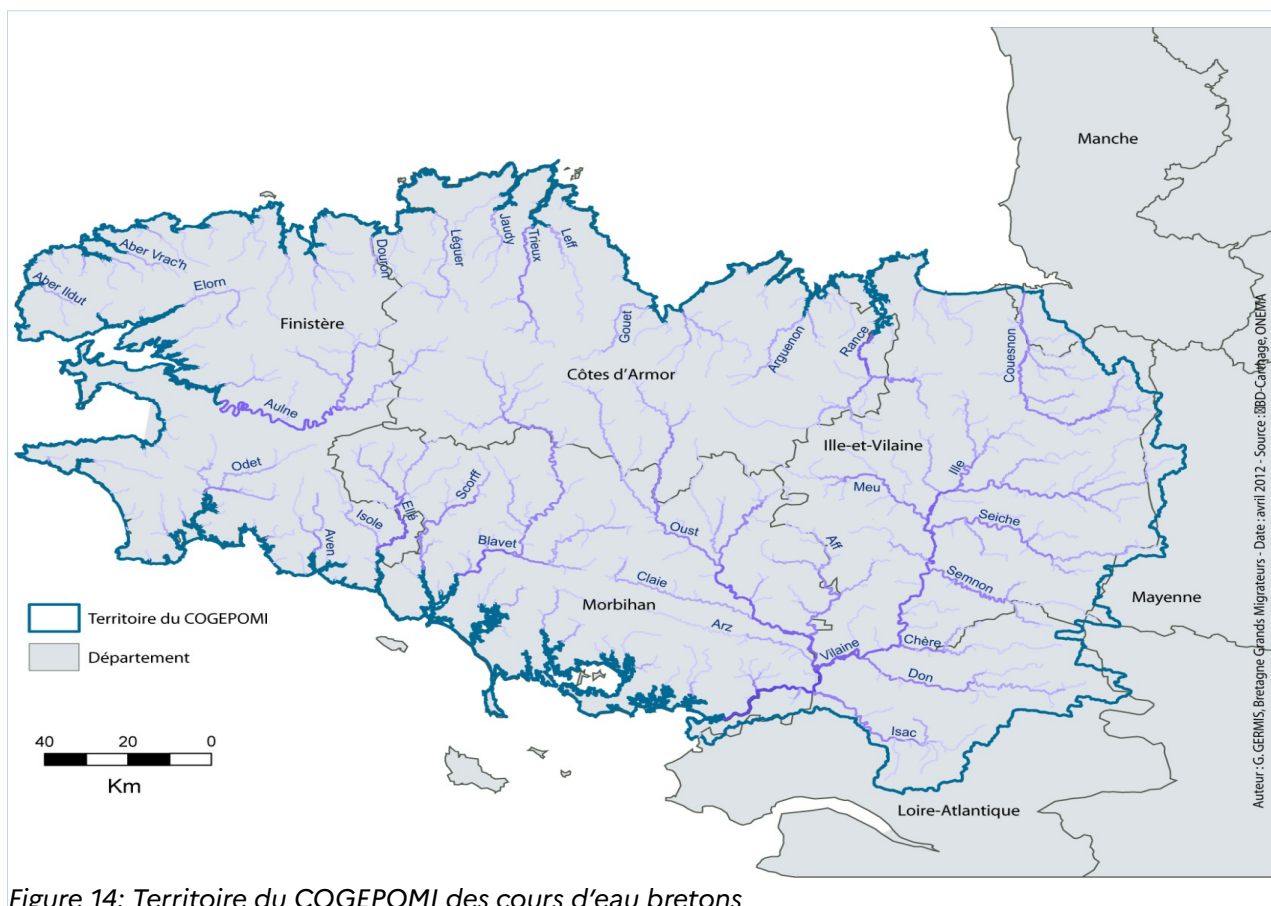 Manche
Aber Vrac'h
Aber Ildut
Elorn
Finistère
Douron
Léguer
Jaudy
Trieux
Leff
Gouet
Côtes d'Armor
Arguenon
Rance
Couesnon
Aulne
Odet
Isole
Ellé
Scorff
Aven
Blavet
Oust
Claie
Arz
Morbihan
Aff
Ille-et-Vilaine
Meu
Ille
Seiche
Semnon
Mayenne
Vilaine
Chère
Don
Isac
Loire-Atlantique
Territoire du COGEPOMI
Département
40 20 0
Km
Auteur : G. GERMIS, Bretagne Grands Migrateurs - Date : avril 2012 - Source : BD-Carthage, ONEMA
Figure 14: Territoire du COGEPOMI des cours d'eau bretons